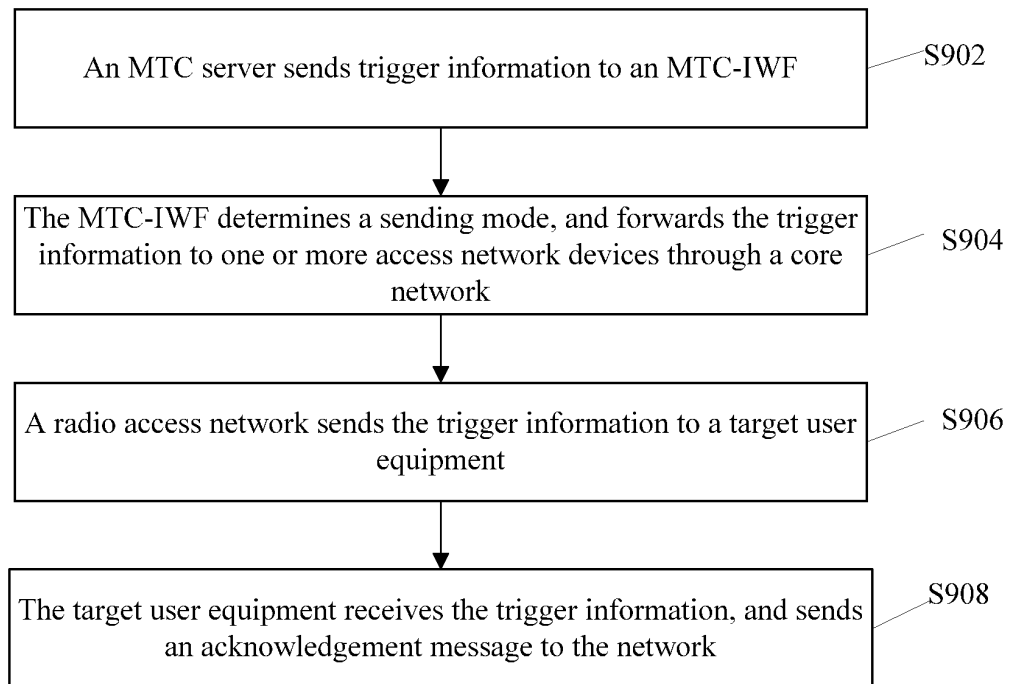 An MTC server sends trigger information to an MTC-IWF
S902
The MTC-IWF determines a sending mode, and forwards the trigger
information to one or more access network devices through a core
network
S904
A radio access network sends the trigger information to a target user
equipment
S906
The target user equipment receives the trigger information, and sends
an acknowledgement message to the network
S908